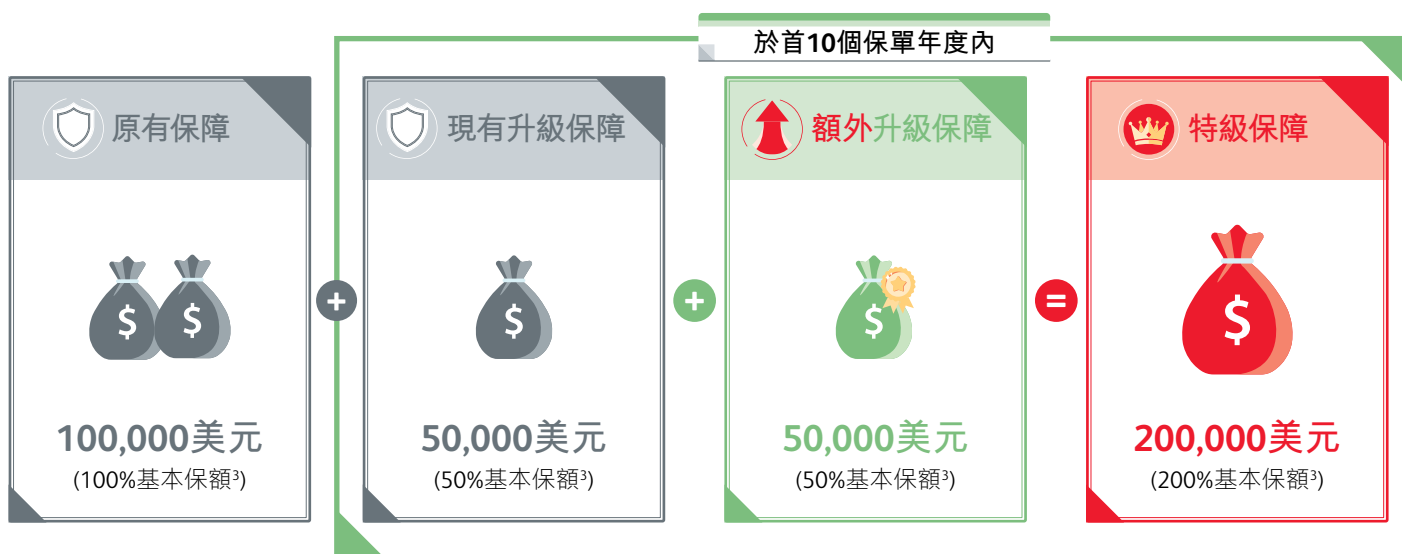 於首10個保單年度內
原有保障
100,000美元
(100%基本保額³)
+
現有升級保障
50,000美元
(50%基本保額³)
+
額外升級保障
50,000美元
(50%基本保額³)
=
特級保障
200,000美元
(200%基本保額³)
$ $
$
$
$